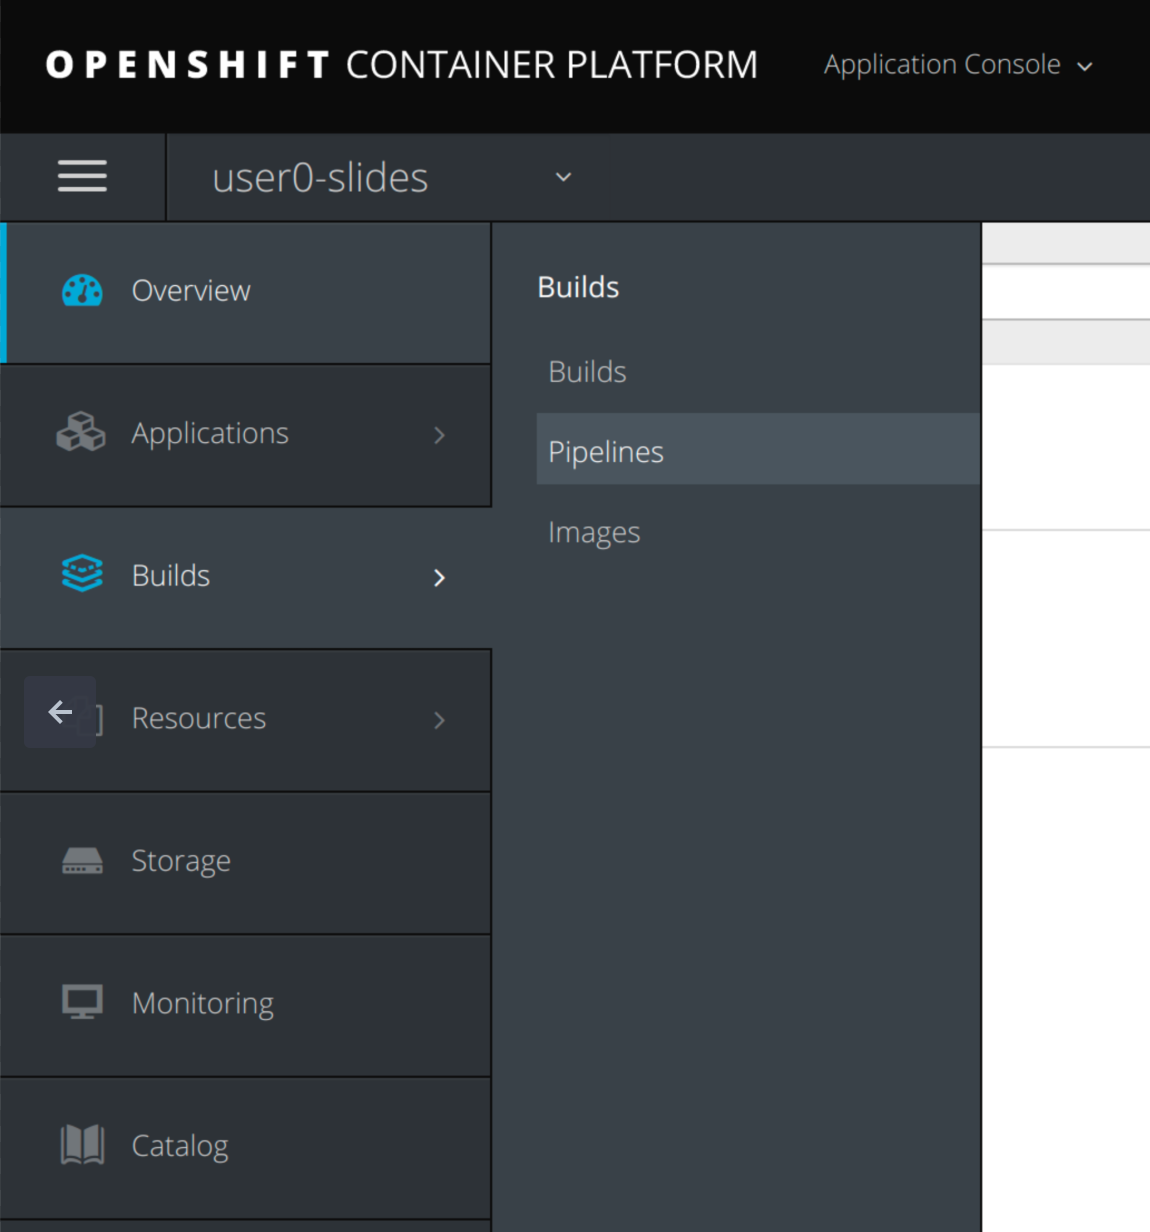 OPENSHIFT CONTAINER PLATFORM
Application Console
user0-slides
Overview
Applications
Builds
Resources
Storage
Monitoring
Catalog
Builds
Builds
Pipelines
Images